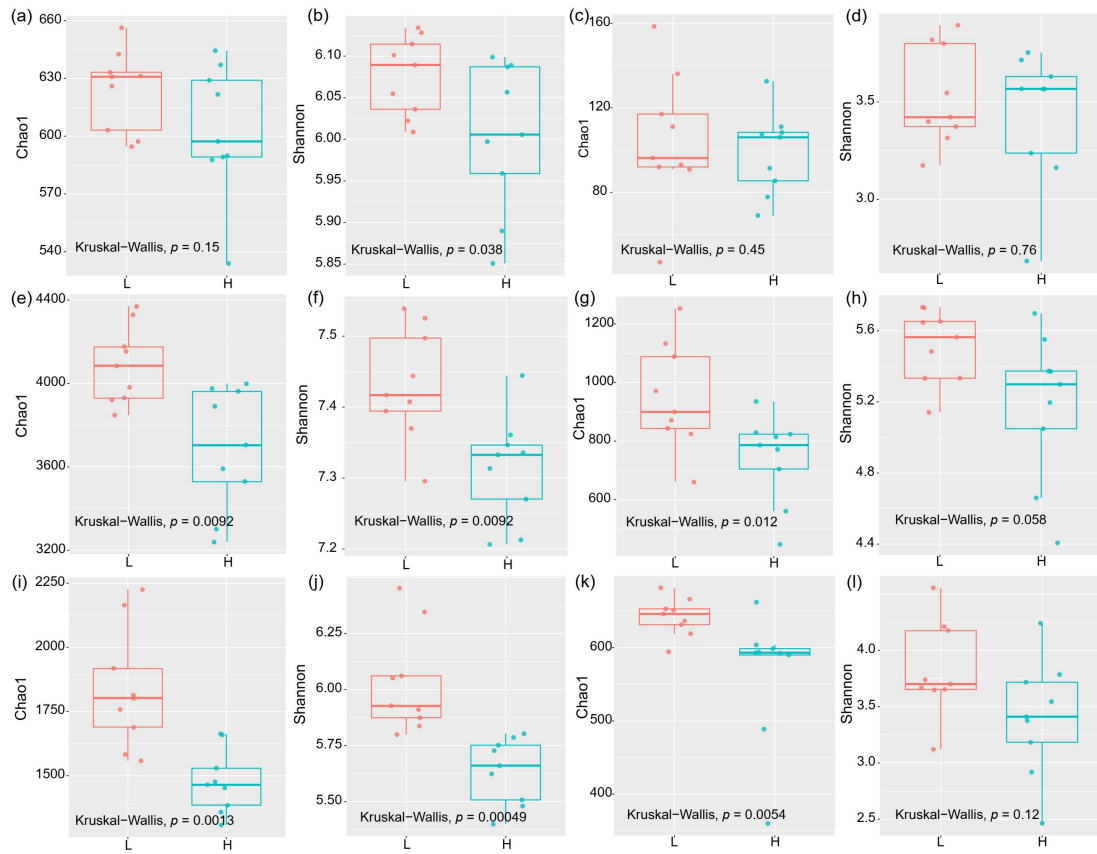 (a)
660
630
600
570
540
Chao1
Kruskal−Wallis, p = 0.15
L
H
(b)
6.10
6.05
6.00
5.95
5.90
5.85
Shannon
Kruskal−Wallis, p = 0.038
L
H
(c)
160
120
80
Chao1
Kruskal−Wallis, p = 0.45
L
H
(d)
3.5
3.0
Shannon
Kruskal−Wallis, p = 0.76
L
H
(e)
4400
4000
3600
3200
Chao1
Kruskal−Wallis, p = 0.0092
L
H
(f)
7.5
7.4
7.3
7.2
Shannon
Kruskal−Wallis, p = 0.0092
L
H
(g)
1200
1000
800
600
Chao1
Kruskal−Wallis, p = 0.012
L
H
(h)
5.6
5.2
4.8
4.4
Shannon
Kruskal−Wallis, p = 0.058
L
H
(i)
2250
2000
1750
1500
Chao1
Kruskal−Wallis, p = 0.0013
L
H
(j)
6.25
6.00
5.75
5.50
Shannon
Kruskal−Wallis, p = 0.00049
L
H
(k)
600
500
400
Chao1
Kruskal−Wallis, p = 0.0054
L
H
(l)
4.5
4.0
3.5
3.0
2.5
Shannon
Kruskal−Wallis, p = 0.12
L
H